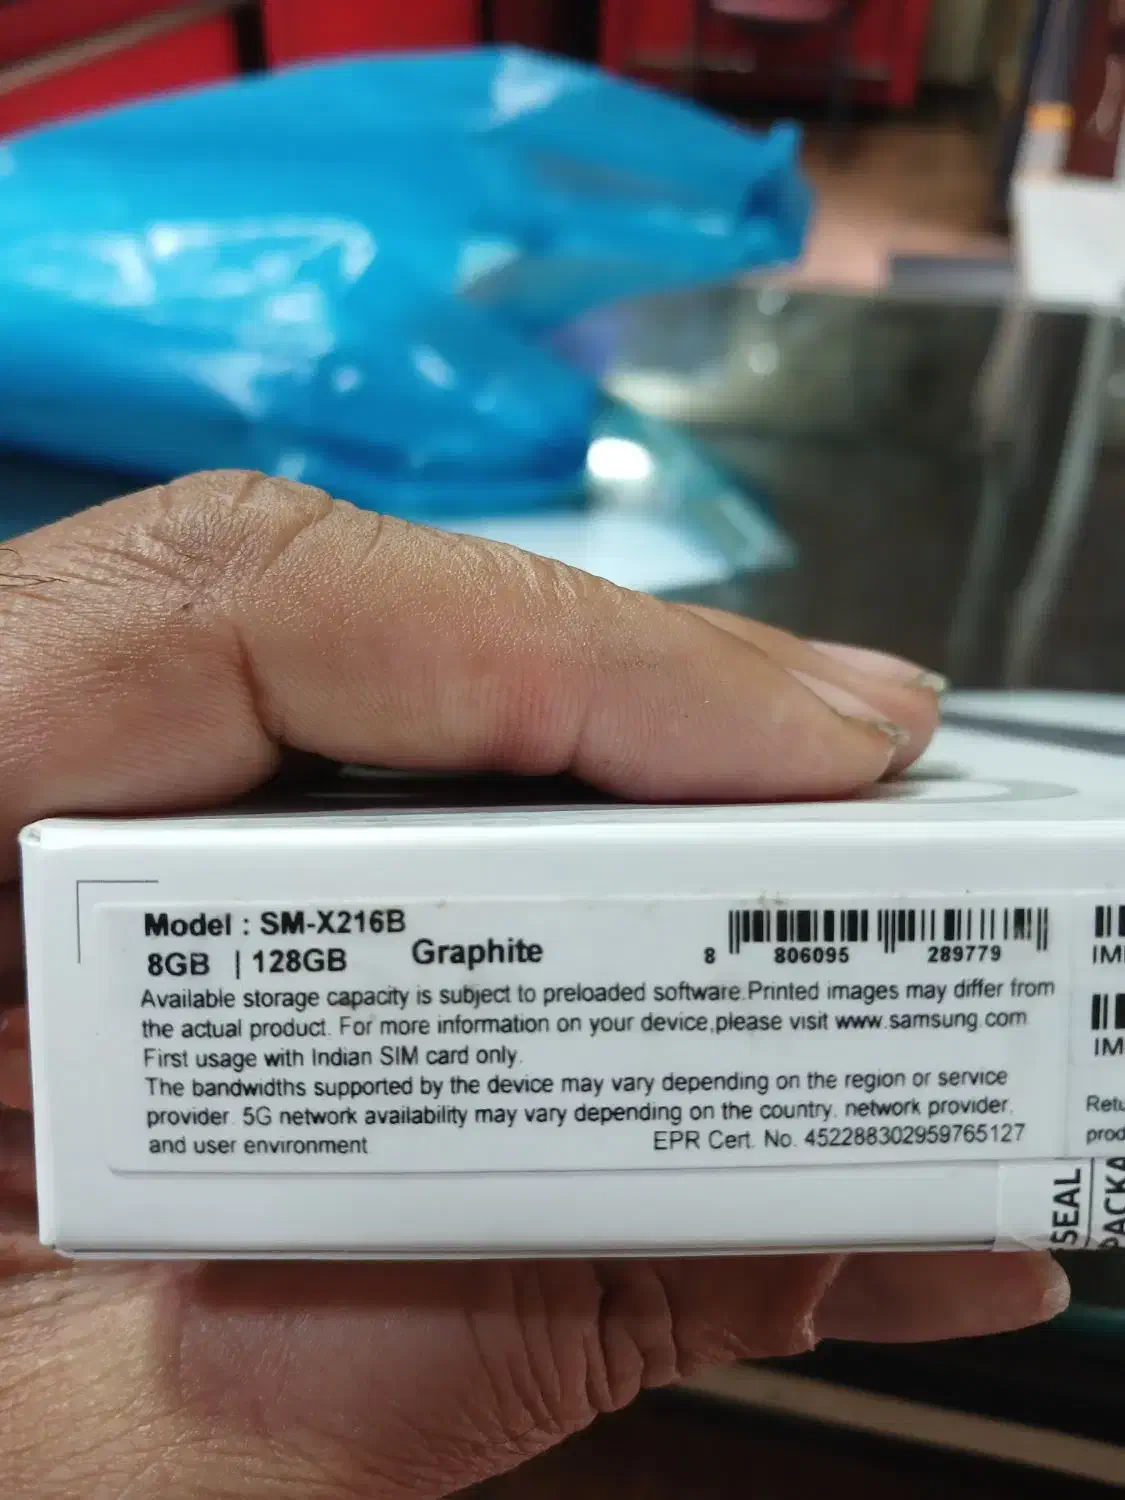 Model : SM-X216B
8GB | 128GB Graphite
8 806095 289779
Available storage capacity is subject to preloaded software.Printed images may differ from
the actual product. For more information on your device,please visit www.samsung.com
First usage with Indian SIM card only.
The bandwidths supported by the device may vary depending on the region or service
provider. 5G network availability may vary depending on the country, network provider,
and user environment EPR Cert. No. 452288302959765127
SEAL